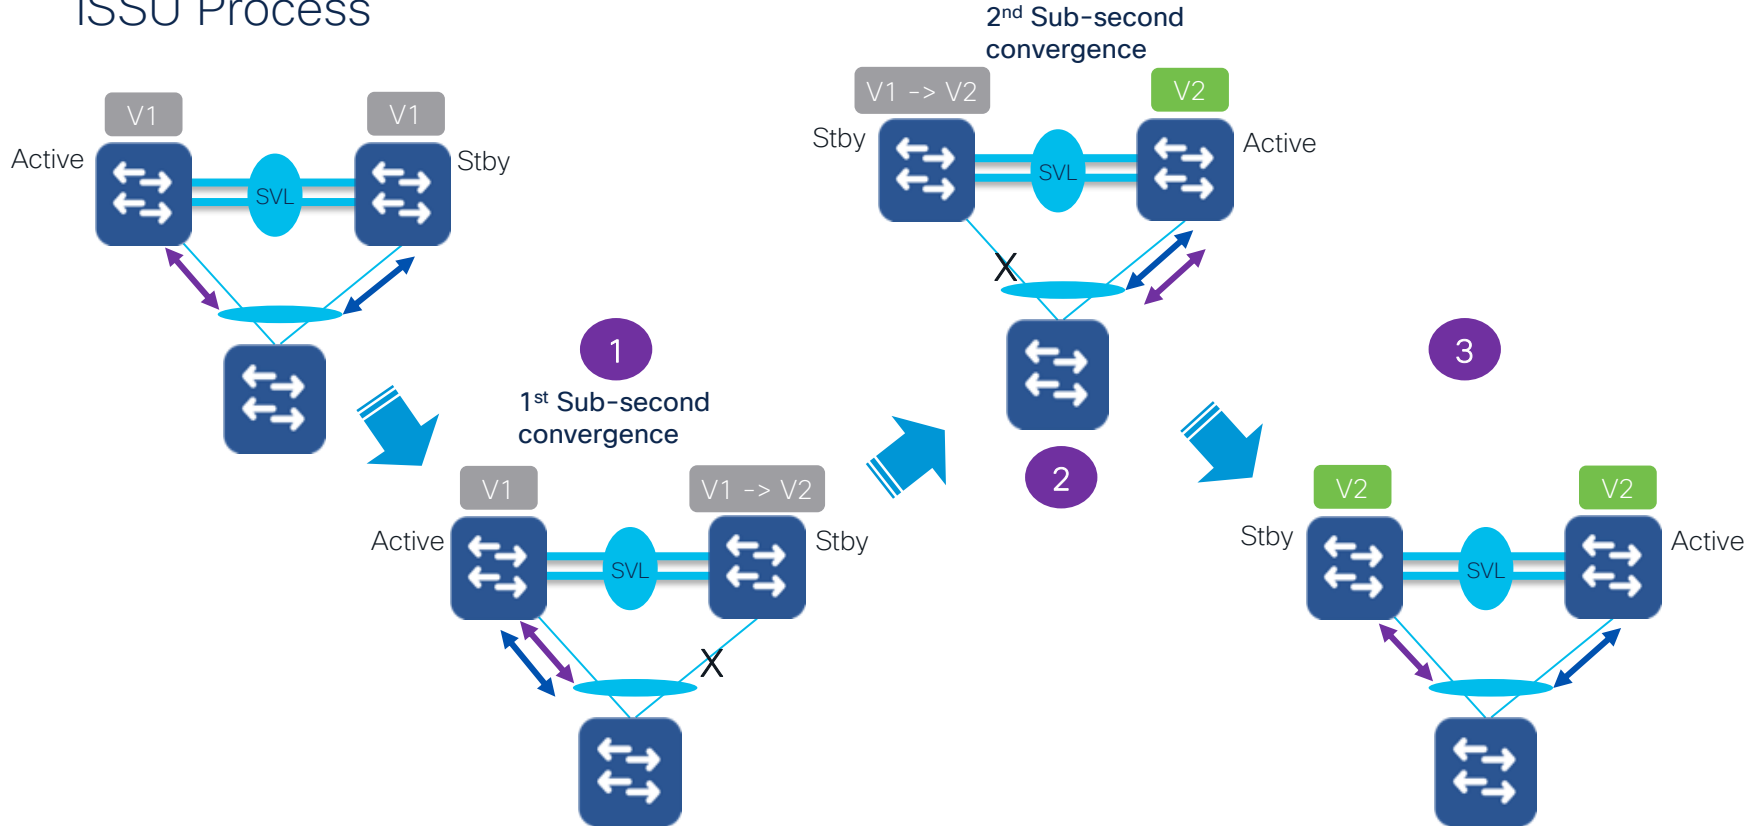 ISSU Process
V1
V1
Active
Stby
SVL
1
1st Sub-second
convergence
V1
V1 -> V2
Active
Stby
SVL
X
2nd Sub-second
convergence
V1 -> V2
V2
Stby
Active
SVL
X
2
3
V2
V2
Stby
Active
SVL